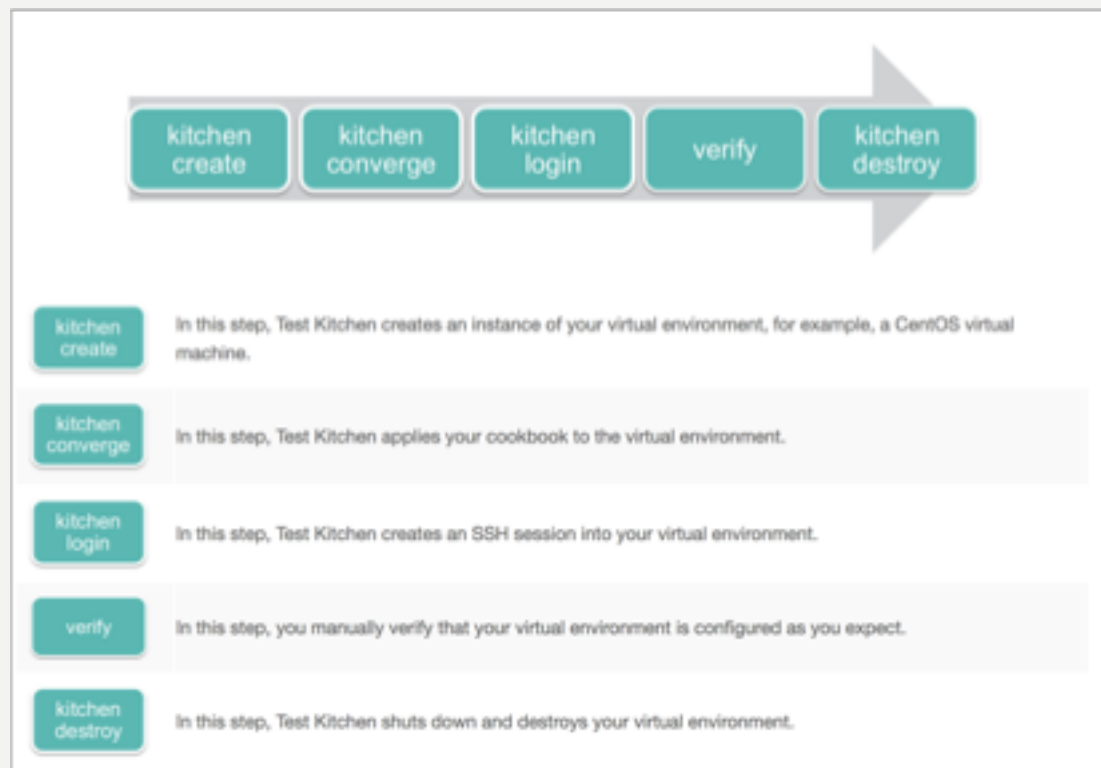 kitchen
create
kitchen
converge
kitchen
login
verify
kitchen
destroy
kitchen
create
In this step, Test Kitchen creates an instance of your virtual environment, for example, a CentOS virtual
machine.
kitchen
converge
In this step, Test Kitchen applies your cookbook to the virtual environment.
kitchen
login
In this step, Test Kitchen creates an SSH session into your virtual environment.
verify
In this step, you manually verify that your virtual environment is configured as you expect.
kitchen
destroy
In this step, Test Kitchen shuts down and destroys your virtual environment.